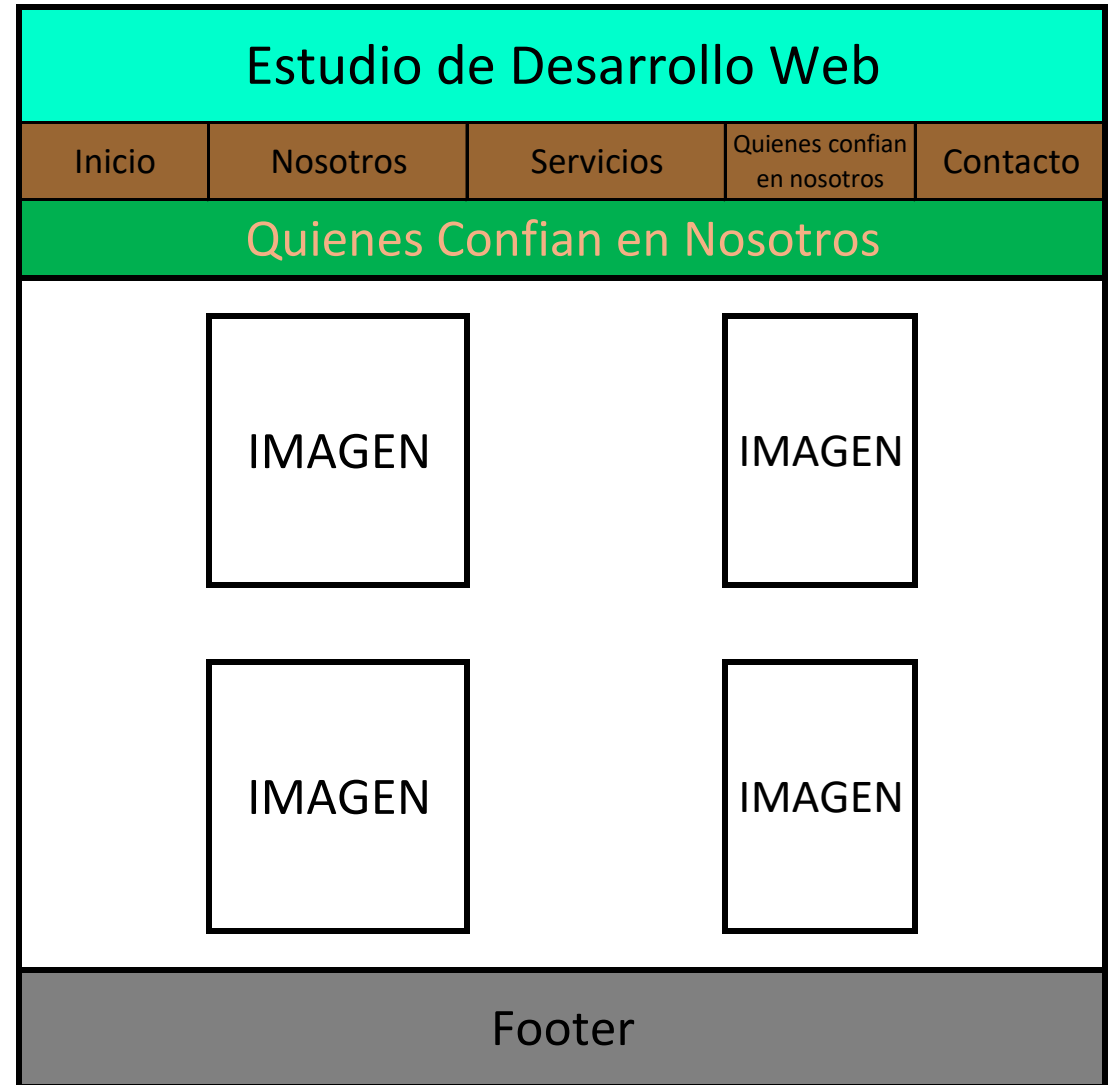 Estudio de Desarrollo Web
Inicio
Nosotros
Servicios
Quienes confian
en nosotros
Contacto
Quienes Confian en Nosotros
IMAGEN
IMAGEN
IMAGEN
IMAGEN
Footer